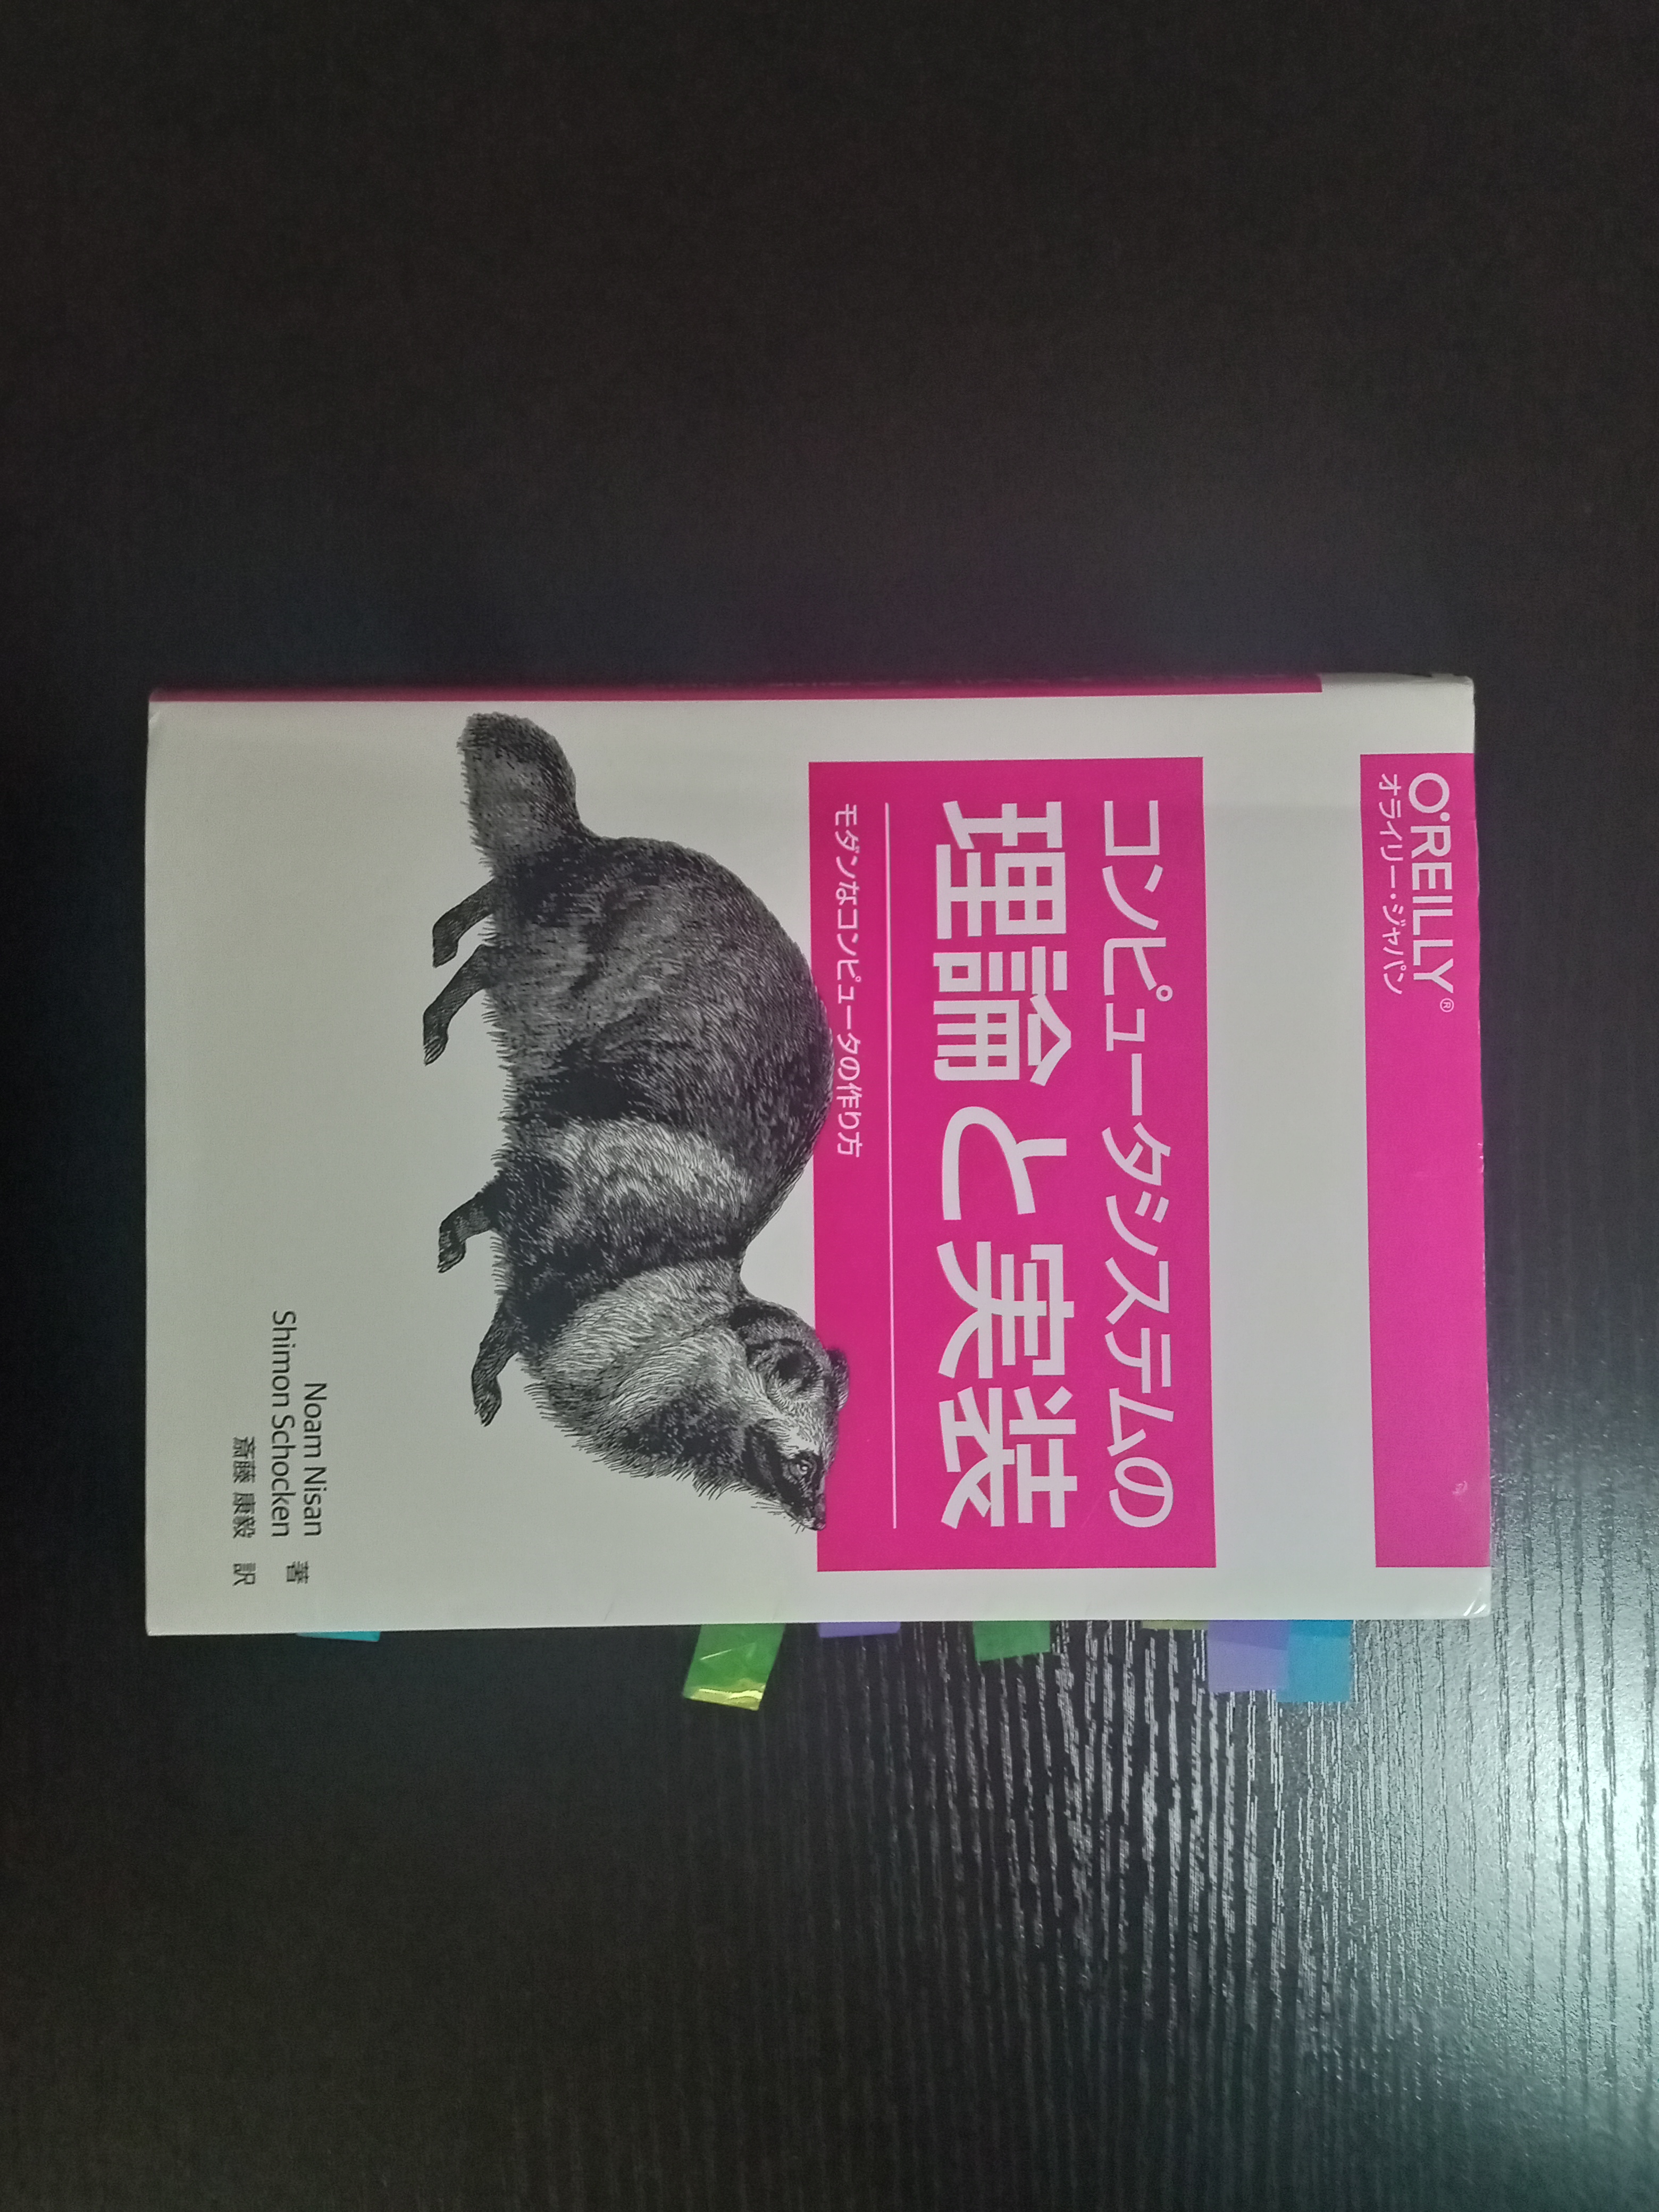 O'REILLY®
オライリー・ジャパン
コンピュータシステムの
理論と実装
モダンなコンピュータの作り方
Noam Nisan
Shimon Schocken 著
斎藤 康毅 訳